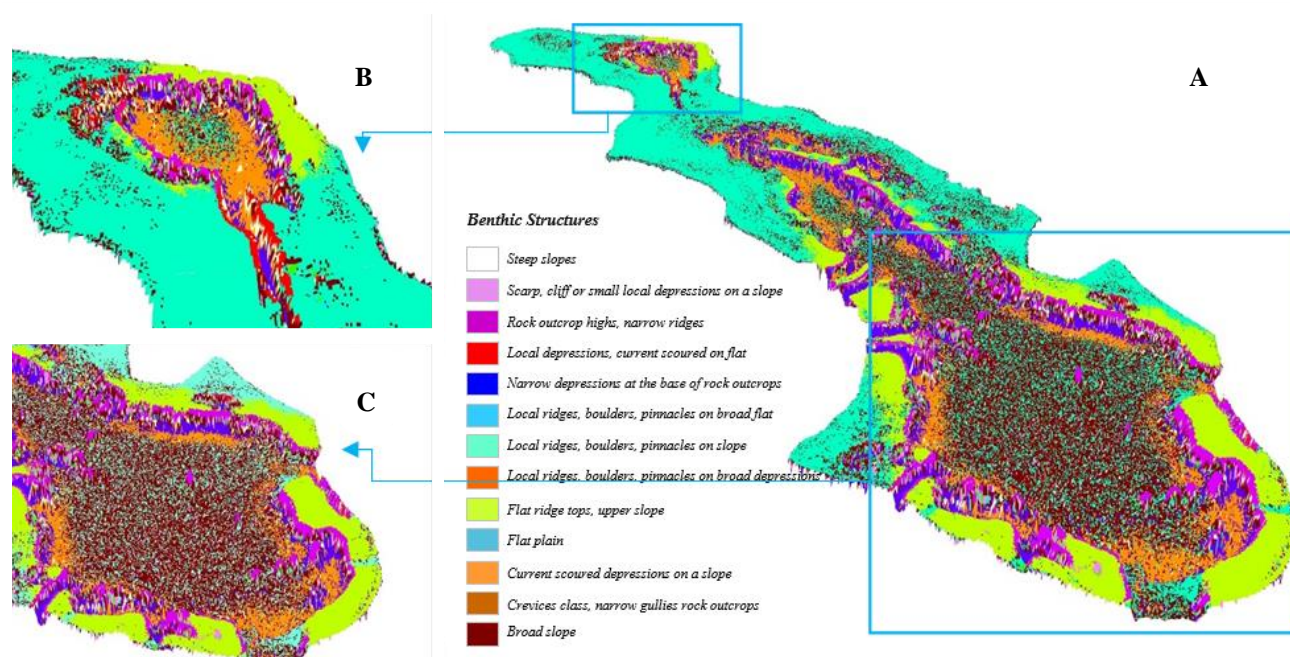 B
A
C
Benthic Structures
Steep slopes
Scarp, cliff or small local depressions on a slope
Rock outcrop highs, narrow ridges
Local depressions, current scoured on flat
Narrow depressions at the base of rock outcrops
Local ridges, boulders, pinnacles on broad flat
Local ridges, boulders, pinnacles on slope
Local ridges, boulders, pinnacles on broad depressions
Flat ridge tops, upper slope
Flat plain
Current scoured depressions on a slope
Crevices class, narrow gullies rock outcrops
Broad slope